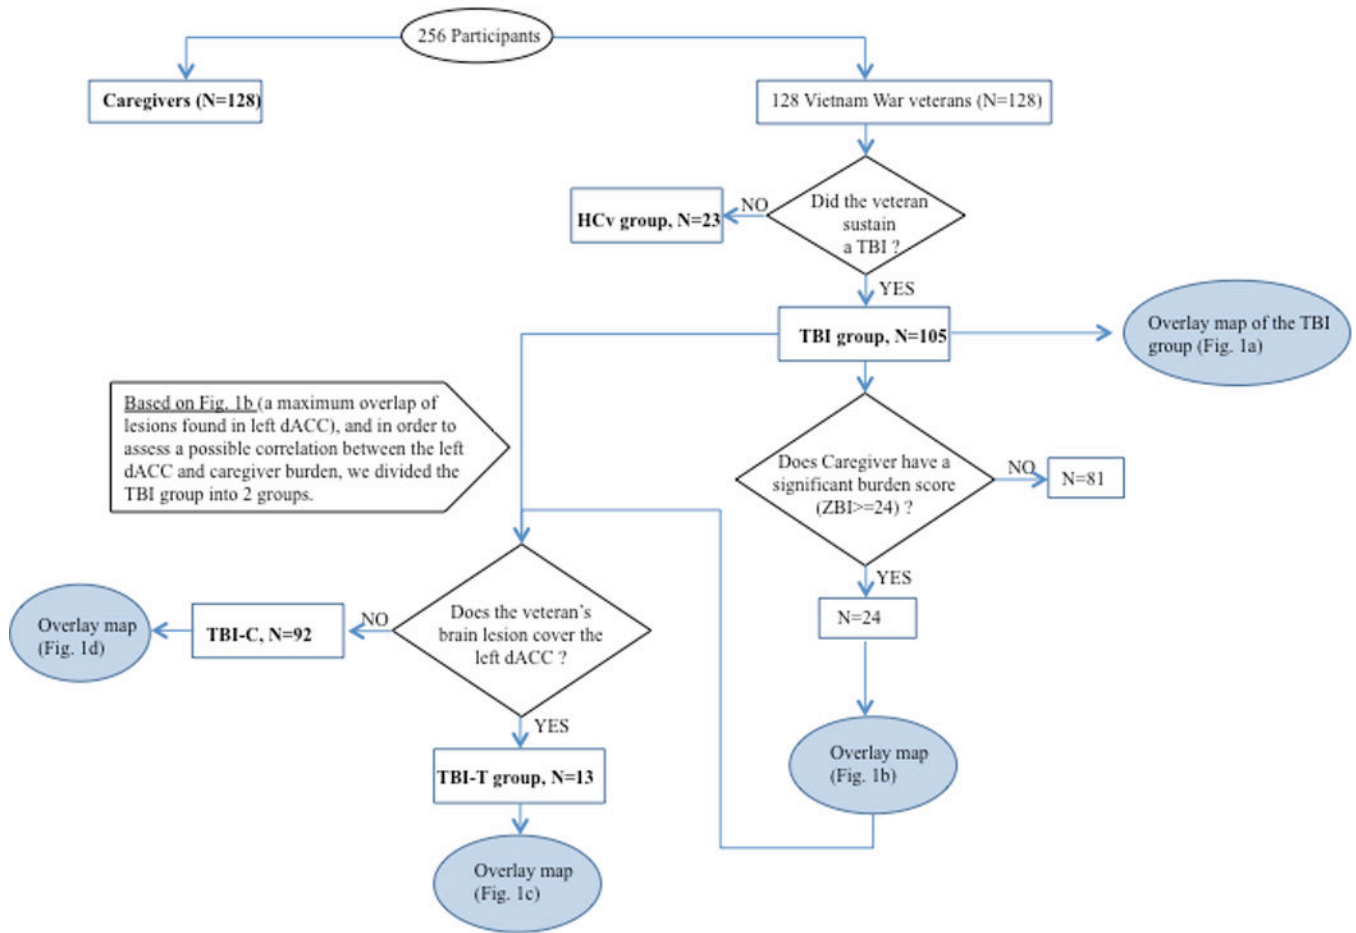 256 Participants
Caregivers (N=128)
128 Vietnam War veterans (N=128)
Did the veteran
sustain
a TBI ?
NO
HCv group, N=23
YES
TBI group, N=105
Overlay map of the TBI
group (Fig. 1a)
Based on Fig. 1b (a maximum overlap of
lesions found in left dACC), and in order to
assess a possible correlation between the left
dACC and caregiver burden, we divided the
TBI group into 2 groups.
Does Caregiver have a
significant burden score
(ZBI>=24) ?
NO
N=81
YES
N=24
Overlay map
(Fig. 1b)
Does the veteran's
brain lesion cover the
left dACC ?
NO
TBI-C, N=92
Overlay map
(Fig. 1d)
YES
TBI-T group, N=13
Overlay map
(Fig. 1c)